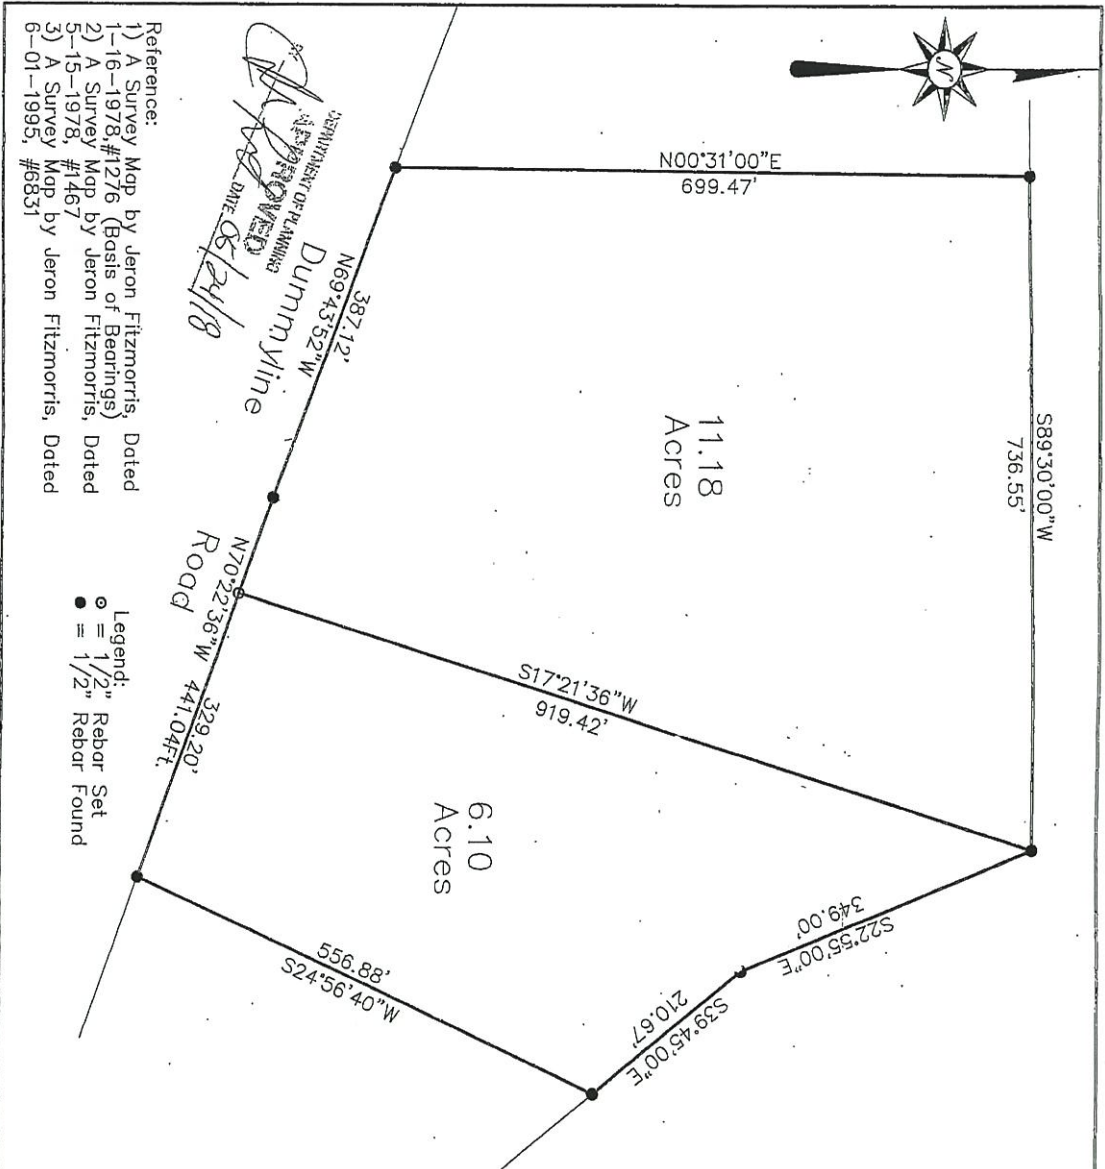 N
N00°31'00"E
699.47'
S89°30'00"W
736.55'
11.18
Acres
387.12'
N69°43'52"W
Dummyline
Road
N70°22'36"W
329.20'
441.04Ft.
S17°21'36"W
919.42'
6.10
Acres
349.00'
S22°55'00"E
210.67'
S39°45'00"E
556.88'
S24°56'40"W
DEPARTMENT OF PLANNING
APPROVED
DATE 05/24/18
Reference:
1) A Survey Map by Jeron Fitzmorris, Dated
1-16-1978,#1276 (Basis of Bearings)
2) A Survey Map by Jeron Fitzmorris, Dated
5-15-1978, #1467
3) A Survey Map by Jeron Fitzmorris, Dated
6-01-1995, #6831
Legend:
⊙ = 1/2" Rebar Set
● = 1/2" Rebar Found